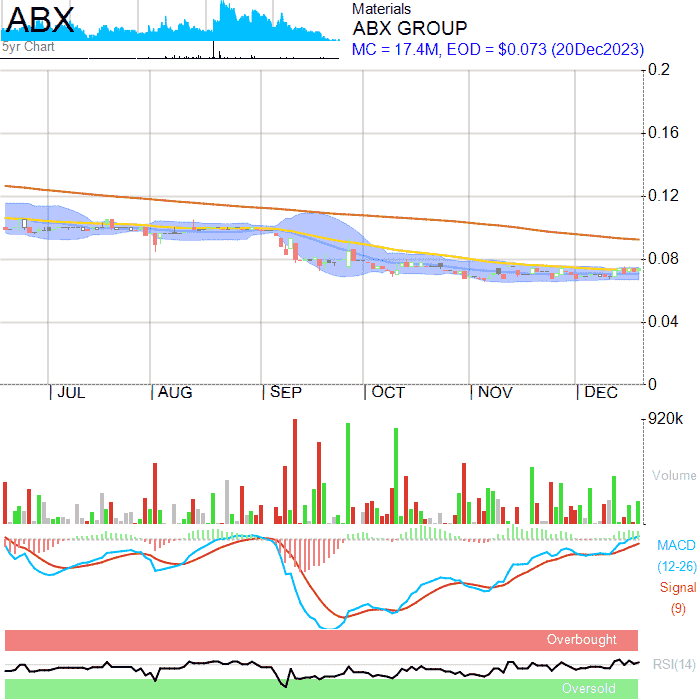 ABX
5yr Chart
Materials
ABX GROUP
MC = 17.4M, EOD = $0.073 (20Dec2023)
0.2
0.16
0.12
0.08
0.04
0
JUL AUG SEP OCT NOV DEC
920k
Volume
MACD
(12-26)
Signal
(9)
Overbought
RSI(14)
Oversold